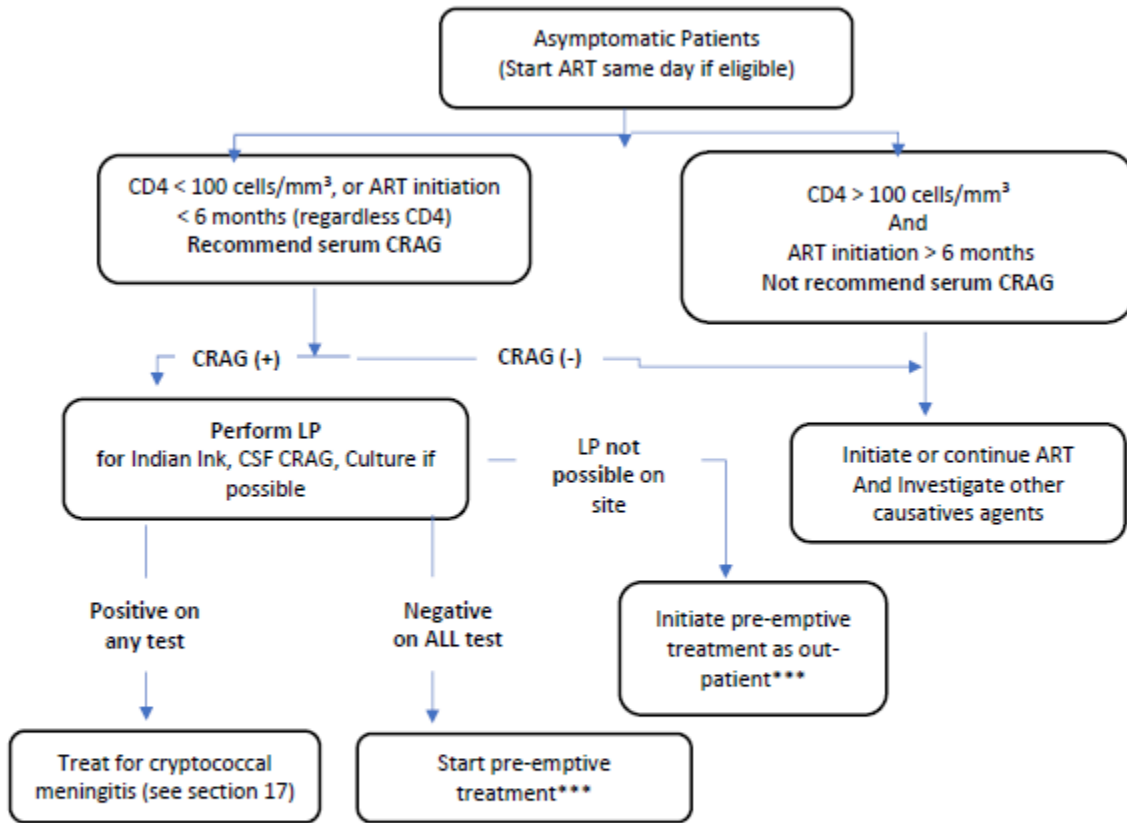 Asymptomatic Patients
(Start ART same day if eligible)
CD4 < 100 cells/mm³, or ART initiation
< 6 months (regardless CD4)
Recommend serum CRAG
CD4 > 100 cells/mm³
And
ART initiation > 6 months
Not recommend serum CRAG
CRAG (+)
CRAG (-)
Perform LP
for Indian Ink, CSF CRAG, Culture if
possible
LP not
possible on
site
Initiate or continue ART
And Investigate other
causatives agents
Positive on
any test
Negative
on ALL test
Initiate pre-emptive
treatment as out-
patient***
Treat for cryptococcal
meningitis (see section 17)
Start pre-emptive
treatment***